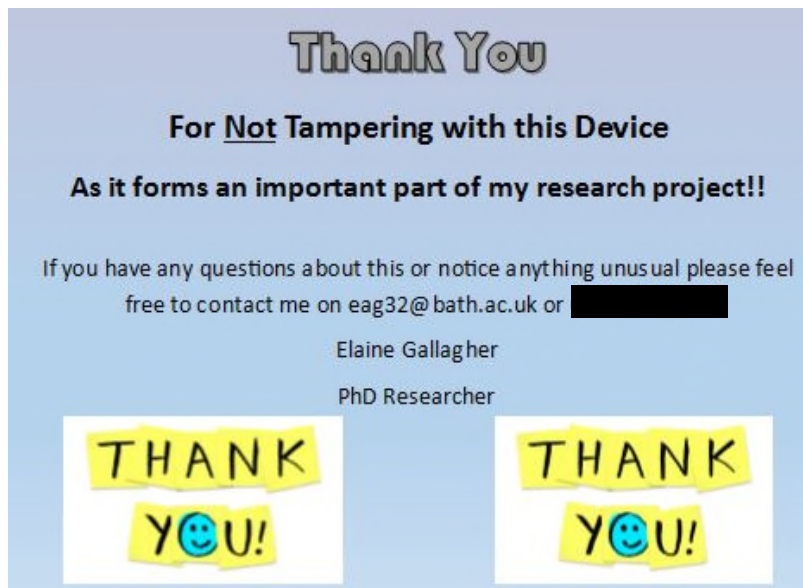 Thank You
For Not Tampering with this Device
As it forms an important part of my research project!!
If you have any questions about this or notice anything unusual please feel
free to contact me on eag32@bath.ac.uk or
Elaine Gallagher
PhD Researcher
THANK
YOU!
THANK
YOU!